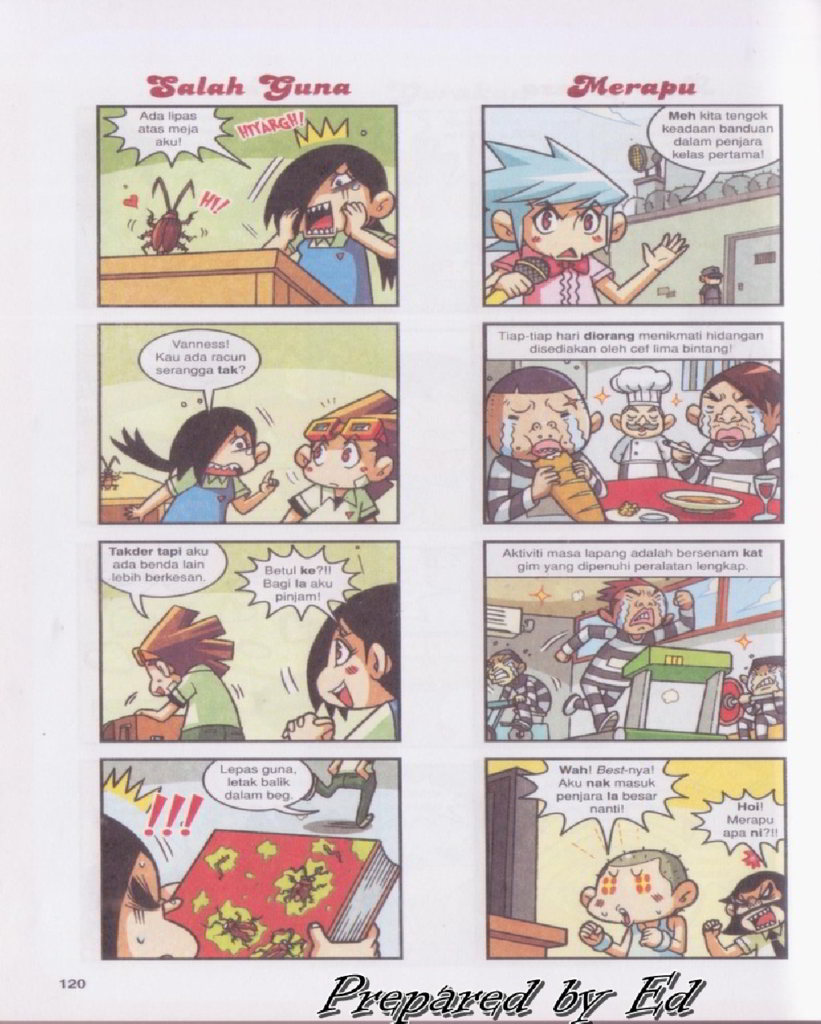 Salah Guna
Ada lipas
atas meja
aku!
HIYARGH!
HI!
Vanness!
Kau ada racun
serangga tak?
Takder tapi aku
ada benda lain
lebih berkesan.
Betul ke?!!
Bagi la aku
pinjam!
Lepas guna,
letak balik
dalam beg.
!!!
Merapu
Meh kita tengok
keadaan banduan
dalam penjara
kelas pertama!
Tiap-tiap hari diorang menikmati hidangan
disediakan oleh cef lima bintang!
Aktiviti masa lapang adalah bersenam kat
gim yang dipenuhi peralatan lengkap.
Wah! Best-nya!
Aku nak masuk
penjara la besar
nanti!
Hoi!
Merapu
apa ni?!!
120
Prepared by Ed